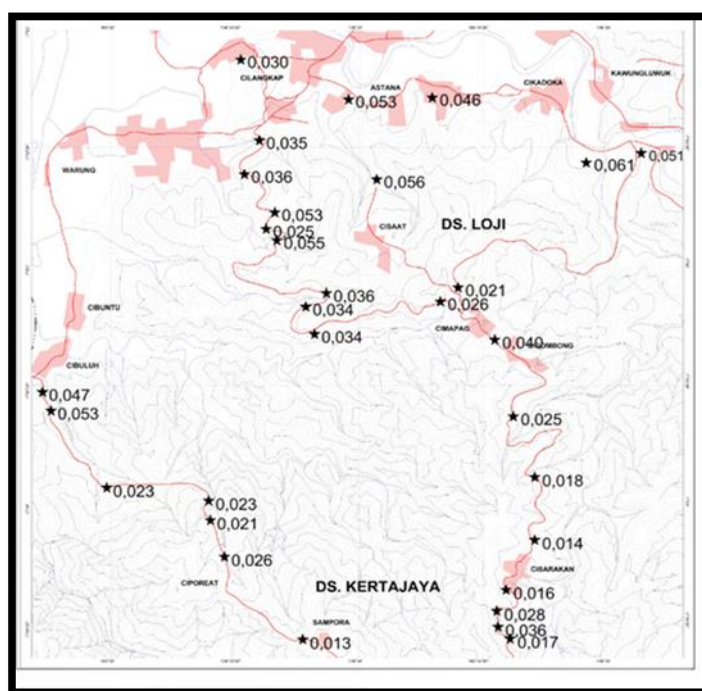 0,030
CILANGKAP
ASTANA
0,053
0,046
CIKADOKA
KAWUNGLUWUK
0,035
0,051
0,061
WARUNG
0,036
0,056
0,053
DS. LOJI
0,025
CISAAT
0,055
0,036
0,021
0,034
0,026
CIBUNTU
0,034
CIMAPAG
0,040
CIBULUH
0,047
0,053
0,025
0,018
0,023
0,023
0,021
0,014
0,026
CISARAKAN
CIPOREAT
DS. KERTAJAYA
0,016
0,028
SAMPORA
0,036
0,013
0,017